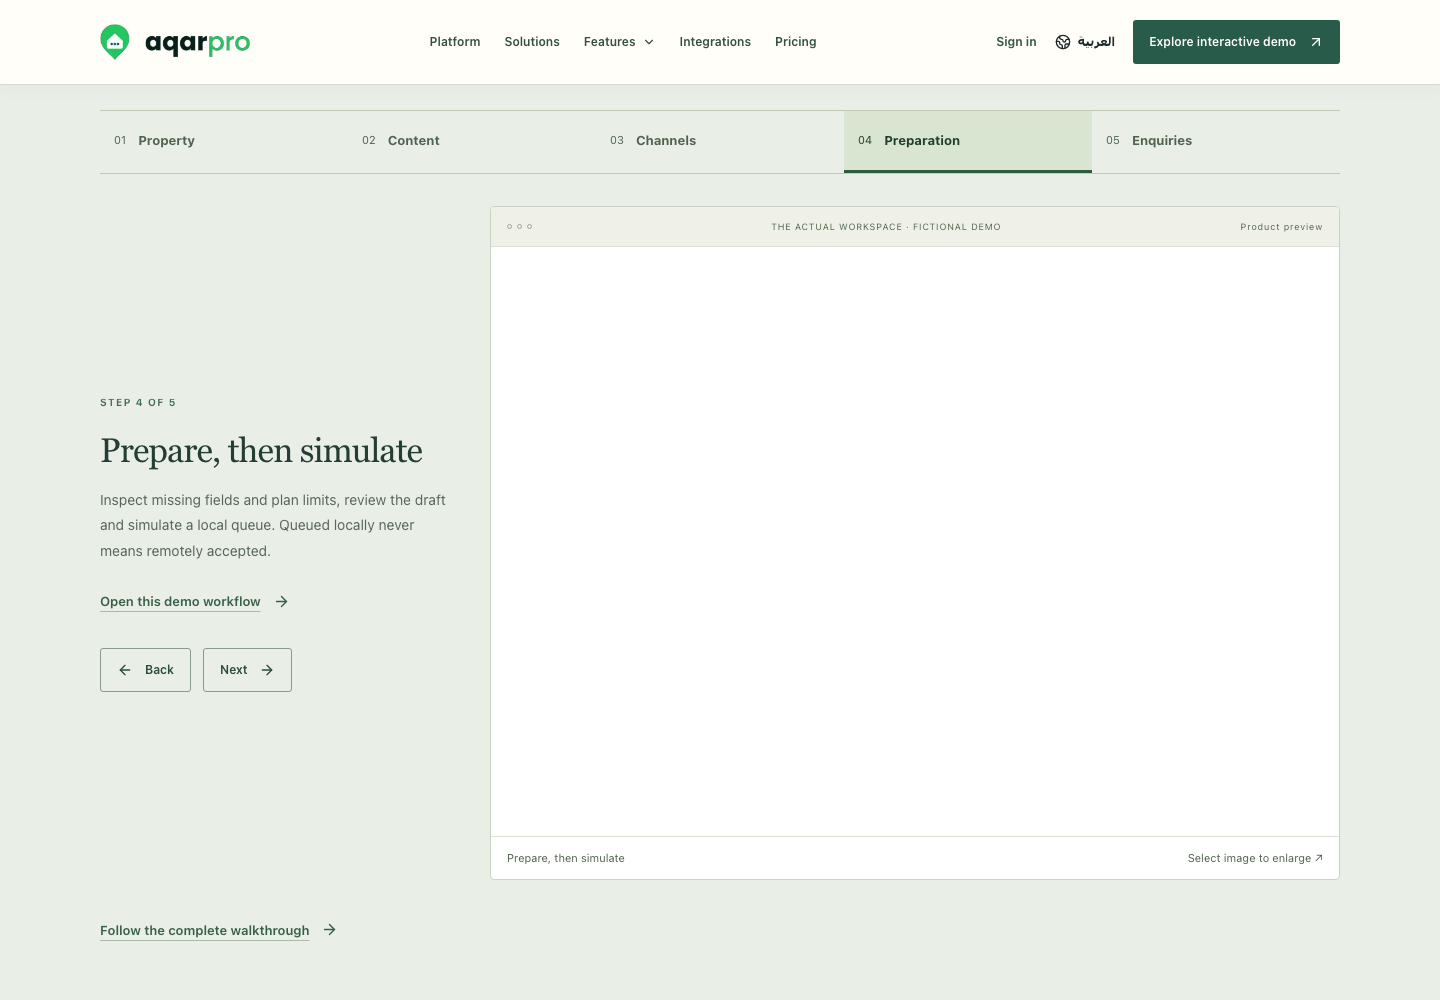 aqarpro
Platform
Solutions
Features
Integrations
Pricing
Sign in
العربية
Explore interactive demo
01 Property
02 Content
03 Channels
04 Preparation
05 Enquiries
THE ACTUAL WORKSPACE · FICTIONAL DEMO
Product preview
STEP 4 OF 5
Prepare, then simulate
Inspect missing fields and plan limits, review the draft
and simulate a local queue. Queued locally never
means remotely accepted.
Open this demo workflow →
← Back
Next →
Prepare, then simulate
Select image to enlarge ↗
Follow the complete walkthrough →